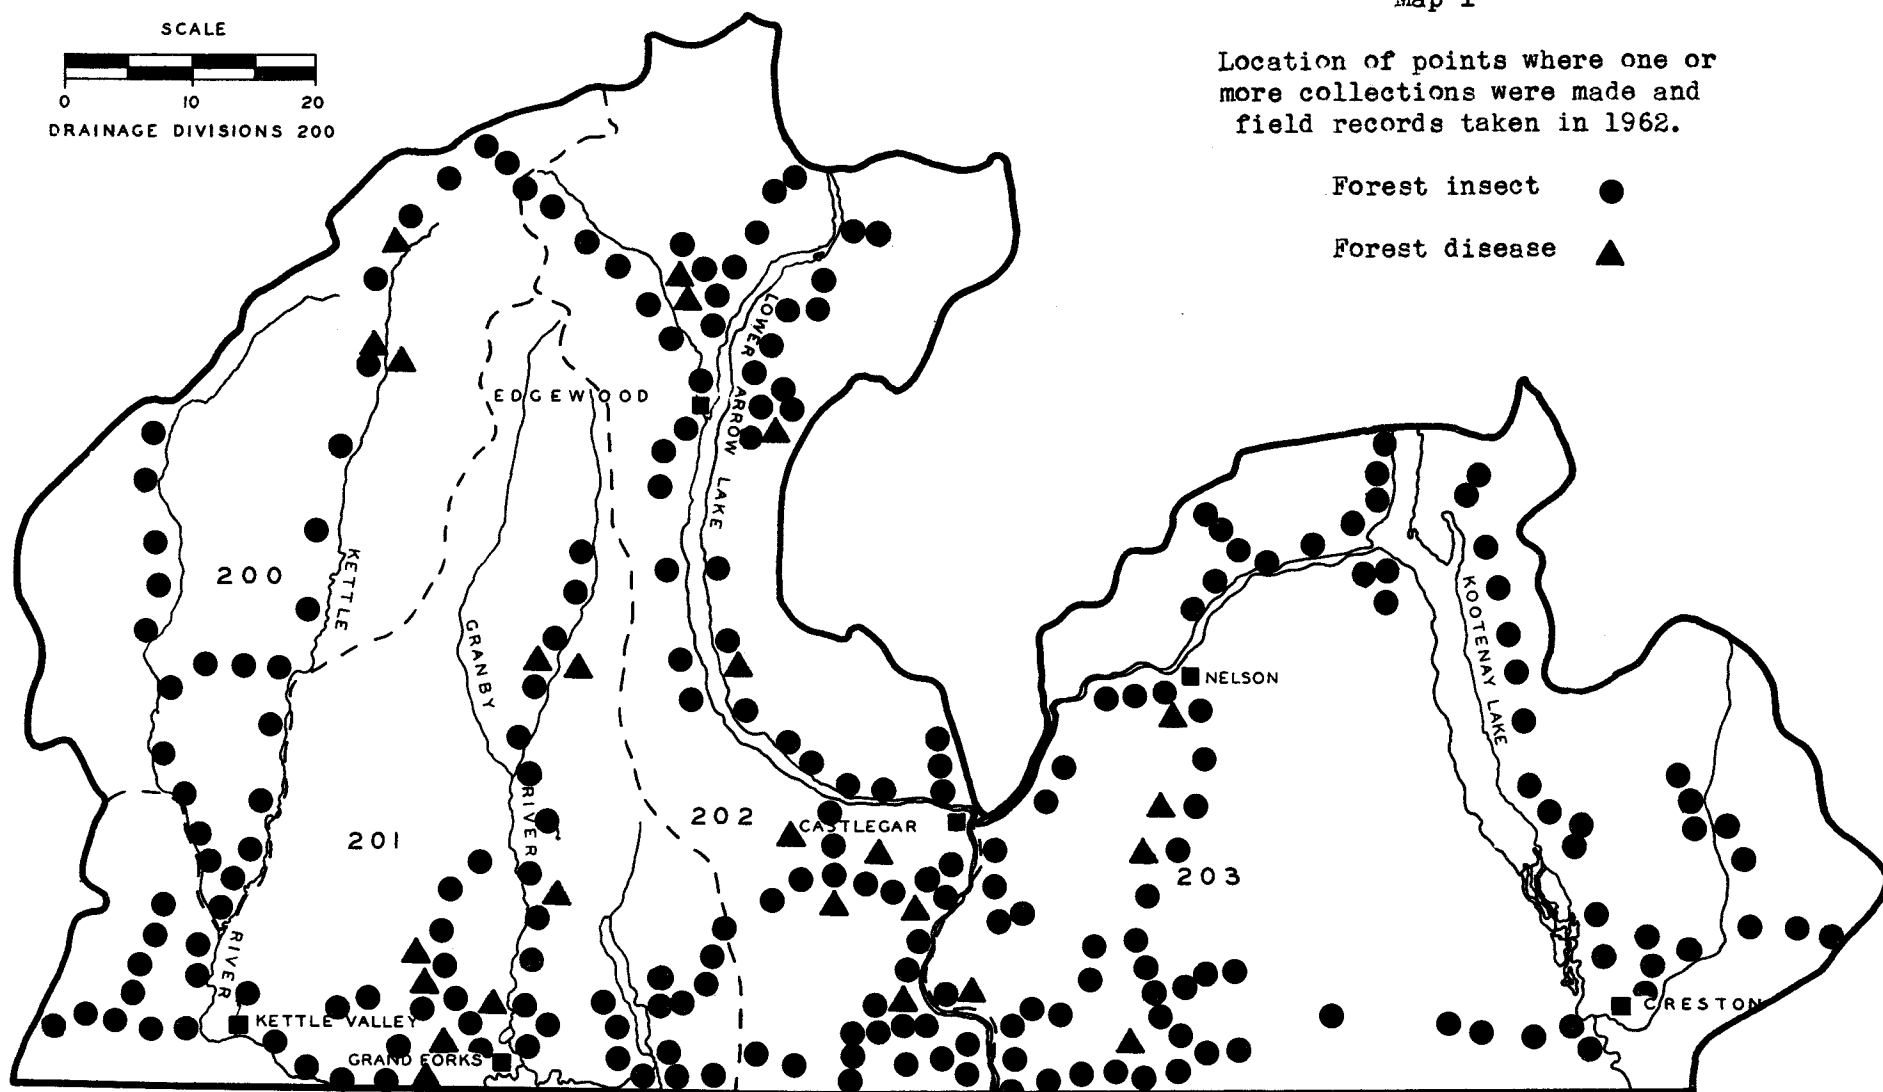 Map 1
SCALE
0 10 20
DRAINAGE DIVISIONS 200
Location of points where one or
more collections were made and
field records taken in 1962.
Forest insect
Forest disease
LOWER ARROW LAKE
EDGEWOOD
200
KETTLE
GRANBY
KOOTENAY LAKE
NELSON
RIVER
202
CASTLEGAR
201
203
RIVER
KETTLE VALLEY
CRESTON
GRAND FORKS